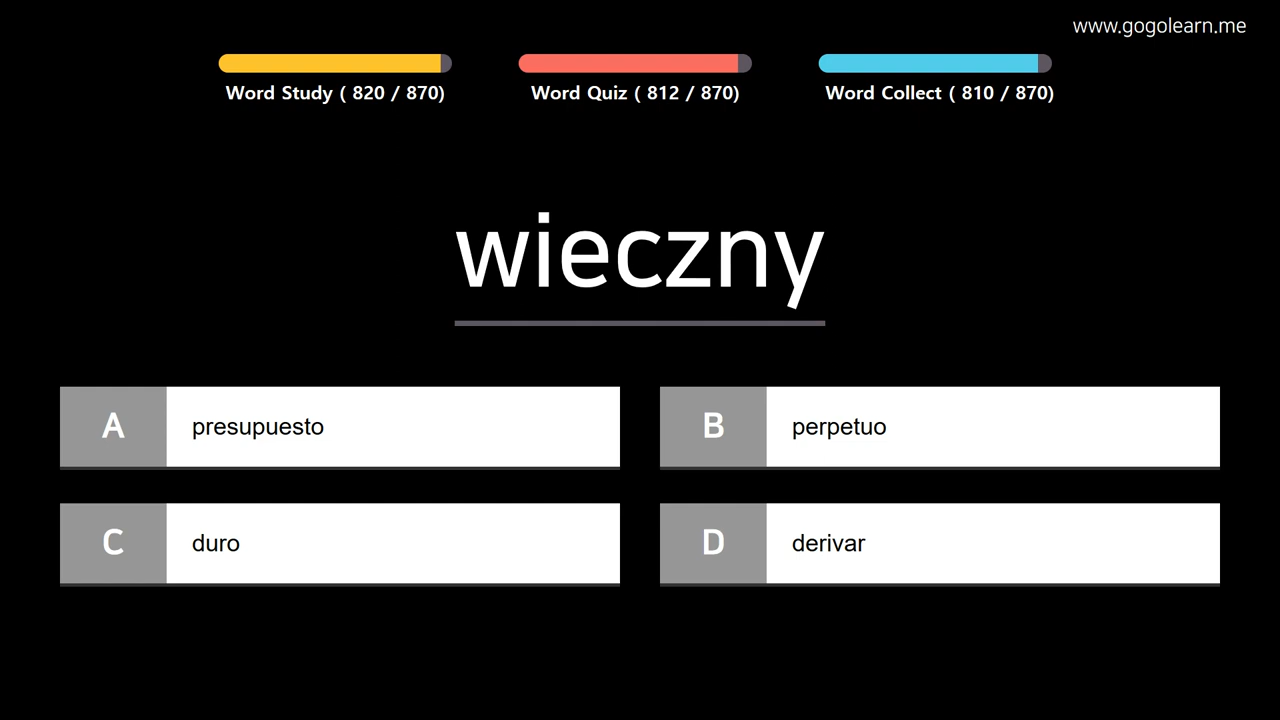 www.gogolearn.me
Word Study ( 820 / 870)
Word Quiz ( 812 / 870)
Word Collect ( 810 / 870)
wieczny
A presupuesto
B perpetuo
C duro
D derivar